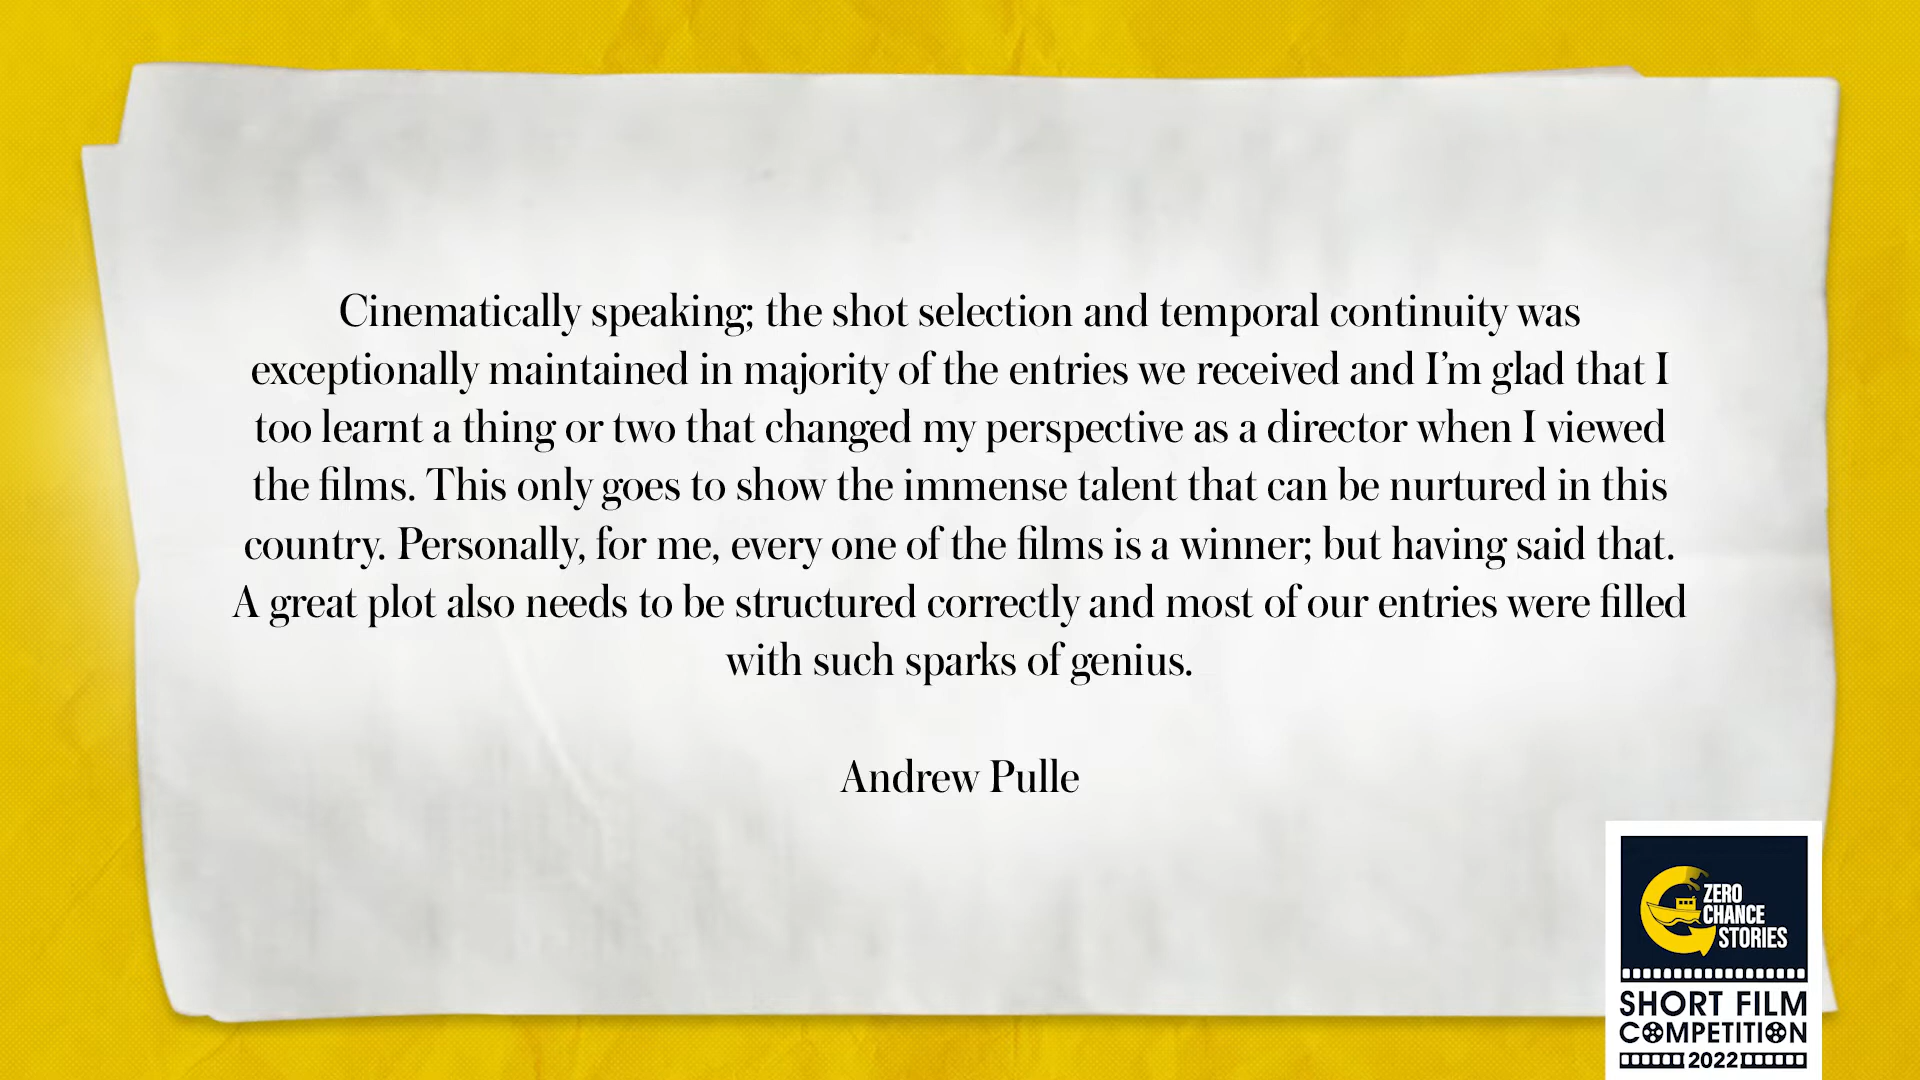 Cinematically speaking; the shot selection and temporal continuity was
exceptionally maintained in majority of the entries we received and I’m glad that I
too learnt a thing or two that changed my perspective as a director when I viewed
the films. This only goes to show the immense talent that can be nurtured in this
country. Personally, for me, every one of the films is a winner; but having said that.
A great plot also needs to be structured correctly and most of our entries were filled
with such sparks of genius.
Andrew Pulle
ZERO
CHANCE
STORIES
SHORT FILM
COMPETITION
2022